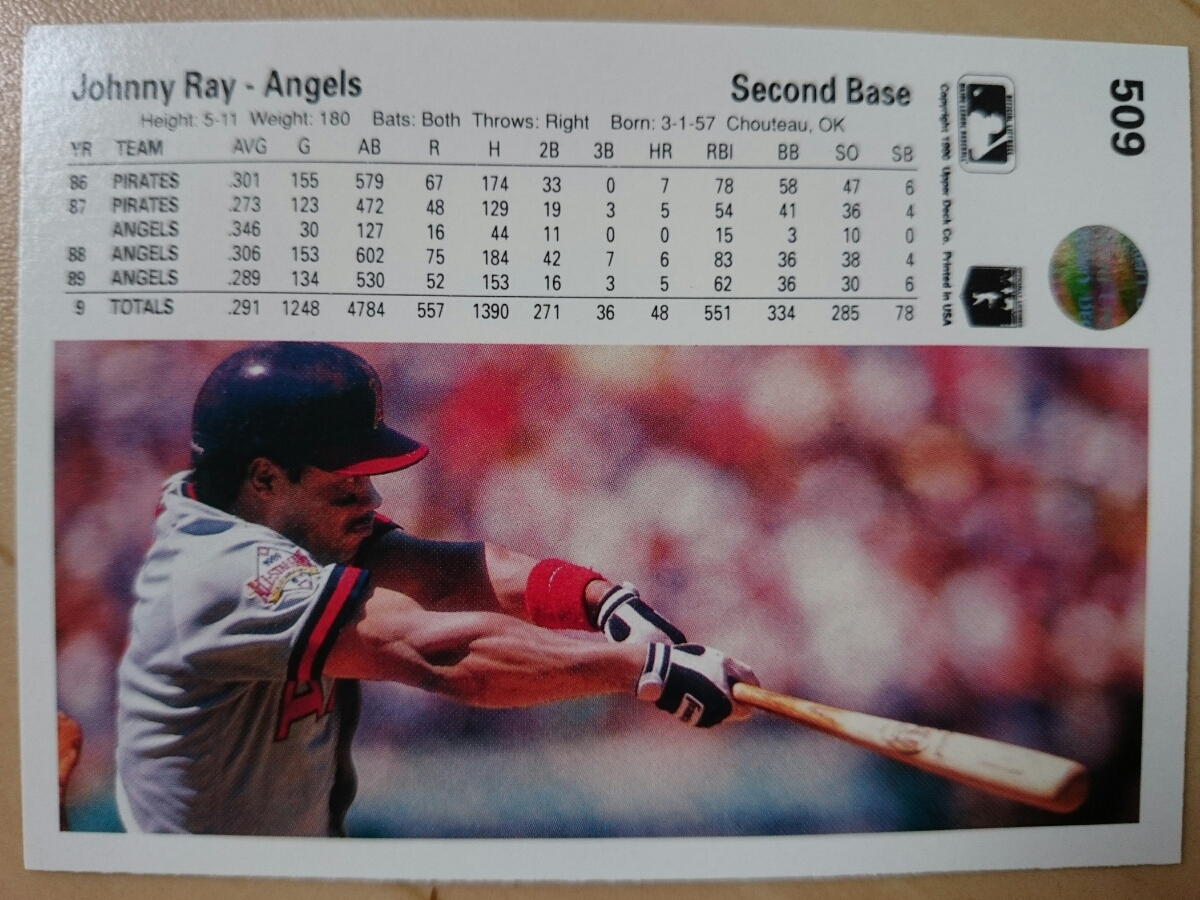 Johnny Ray - Angels Second Base
Height: 5-11 Weight: 180 Bats: Both Throws: Right Born: 3-1-57 Chouteau, OK
YR TEAM AVG G AB R H 2B 3B HR RBI BB SO SB
86 PIRATES .301 155 579 67 174 33 0 7 78 58 47 6
87 PIRATES .273 123 472 48 129 19 3 5 54 41 36 4
ANGELS .346 30 127 16 44 11 0 0 15 3 10 0
88 ANGELS .306 153 602 75 184 42 7 6 83 36 38 4
89 ANGELS .289 134 530 52 153 16 3 5 62 36 30 6
9 TOTALS .291 1248 4784 557 1390 271 36 48 551 334 285 78
509
Copyright 1990 Upper Deck Co. Printed in USA